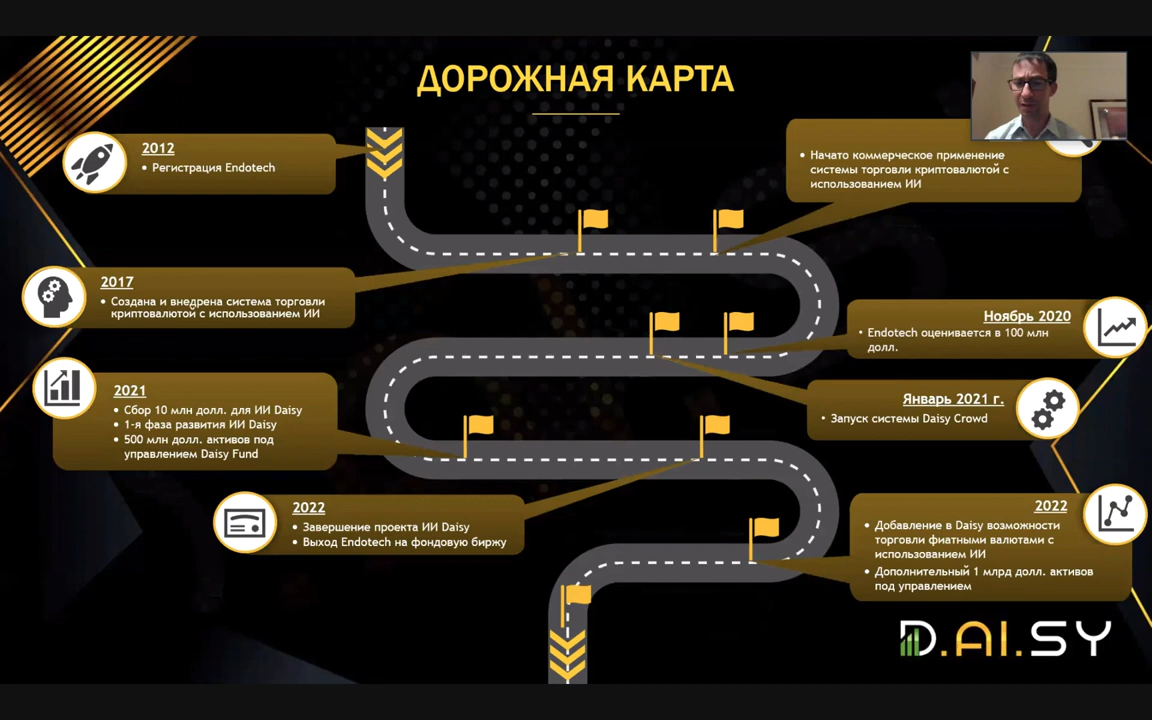 ДОРОЖНАЯ КАРТА
2012
• Регистрация Endotech
• Начато коммерческое применение
системы торговли криптовалютой с
использованием ИИ
2017
• Создана и внедрена система торговли
криптовалютой с использованием ИИ
Ноябрь 2020
• Endotech оценивается в 100 млн
долл.
Январь 2021 г.
• Запуск системы Daisy Crowd
2021
• Сбор 10 млн долл. для ИИ Daisy
• 1-я фаза развития ИИ Daisy
• 500 млн долл. активов под
управлением Daisy Fund
2022
• Завершение проекта ИИ Daisy
• Выход Endotech на фондовую биржу
2022
• Добавление в Daisy возможности
торговли фиатными валютами с
использованием ИИ
• Дополнительный 1 млрд долл. активов
под управлением
D.AI.SY